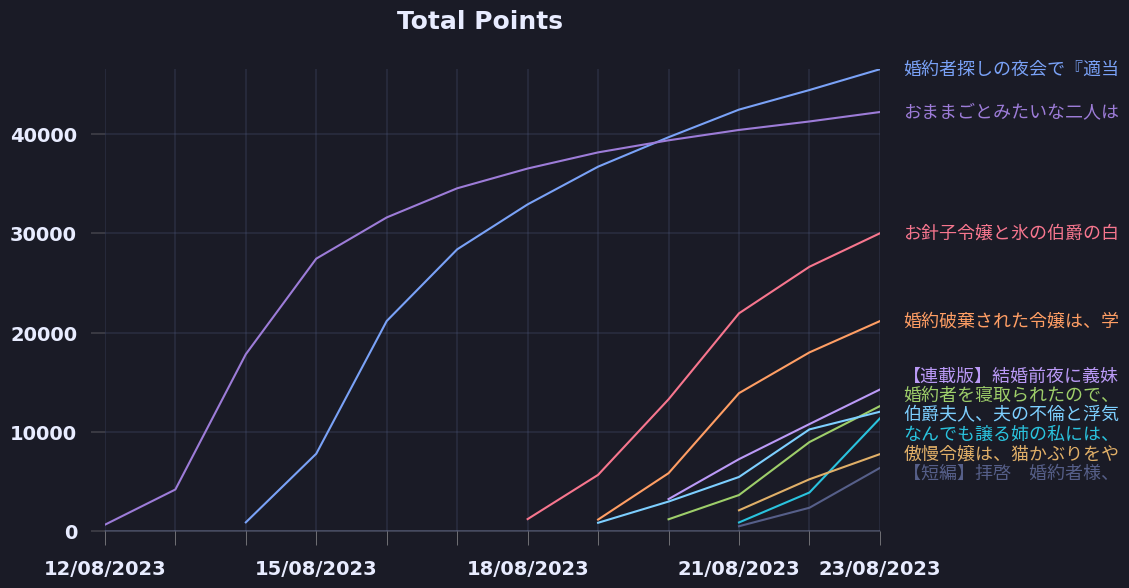 Total Points
婚約者探しの夜会で『適当
おままごとみたいな二人は
40000
30000
お針子令嬢と氷の伯爵の白
20000
婚約破棄された令嬢は、学
【連載版】結婚前夜に義妹
婚約者を寝取られたので、
伯爵夫人、夫の不倫と浮気
10000
なんでも譲る姉の私には、
傲慢令嬢は、猫かぶりをや
【短編】拝啓　婚約者様、
0
12/08/2023 15/08/2023 18/08/2023 21/08/2023 23/08/2023